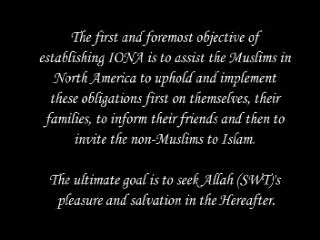 The first and foremost objective of
establishing IONA is to assist the Muslims in
North America to uphold and implement
these obligations first on themselves, their
families, to inform their friends and then to
invite the non-Muslims to Islam.
The ultimate goal is to seek Allah (SWT)'s
pleasure and salvation in the Hereafter.